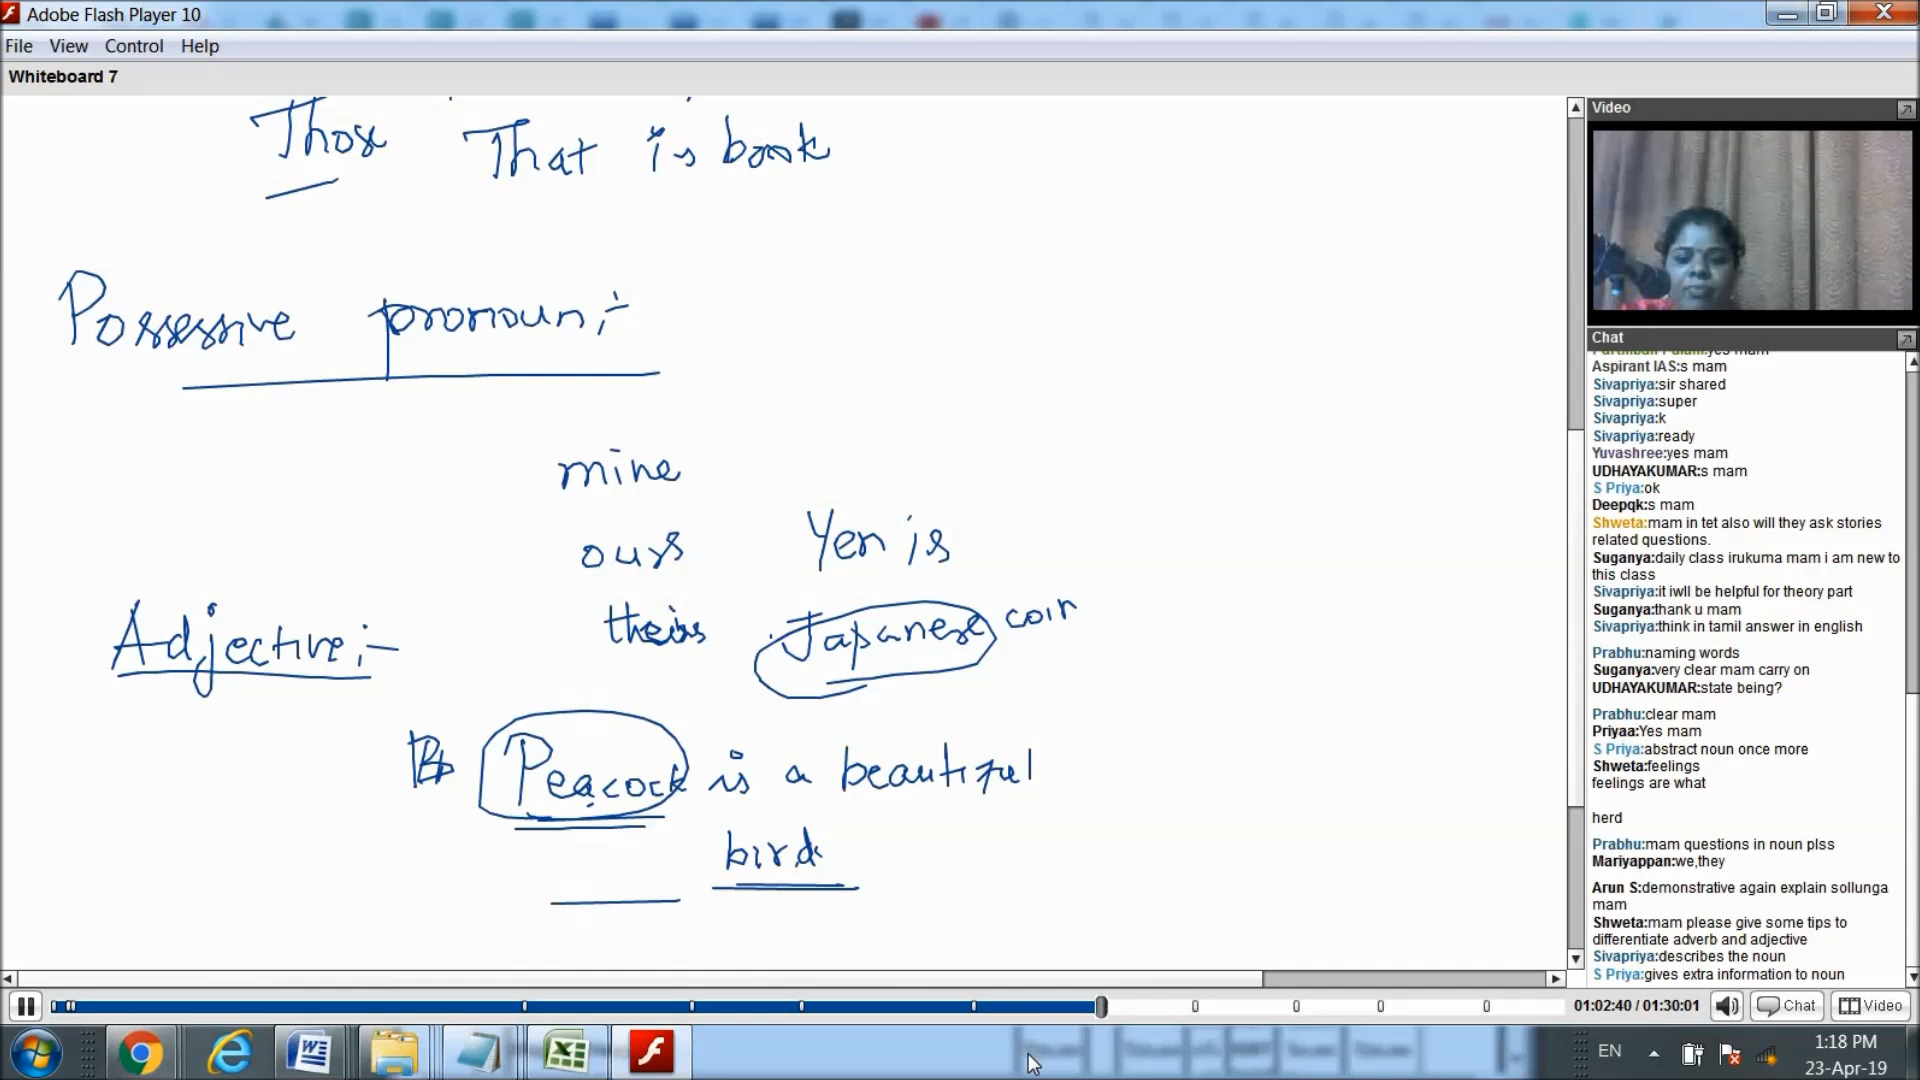 Adobe Flash Player 10
File View Control Help
Whiteboard 7
Those That is book
Possessive pronoun :-
mine
ours Yen is
theirs Japanese coin
Adjective :-
Peacock is a beautiful
bird
Video
Chat
Aspirant IAS:s mam
Sivapriya:sir shared
Sivapriya:super
Sivapriya:k
Sivapriya:ready
Yuvashree:yes mam
UDHAYAKUMAR:s mam
S Priya:ok
Deepqk:s mam
Shweta:mam in tet also will they ask stories
related questions.
Suganya:daily class irukuma mam i am new to
this class
Sivapriya:it iwll be helpful for theory part
Suganya:thank u mam
Sivapriya:think in tamil answer in english
Prabhu:naming words
Suganya:very clear mam carry on
UDHAYAKUMAR:state being?
Prabhu:clear mam
Priyaa:Yes mam
S Priya:abstract noun once more
Shweta:feelings
feelings are what
herd
Prabhu:mam questions in noun plss
Mariyappan:we,they
Arun S:demonstrative again explain sollunga
mam
Shweta:mam please give some tips to
differentiate adverb and adjective
Sivapriya:describes the noun
S Priya:gives extra information to noun
01:02:40 / 01:30:01 Chat Video
EN 1:18 PM
23-Apr-19